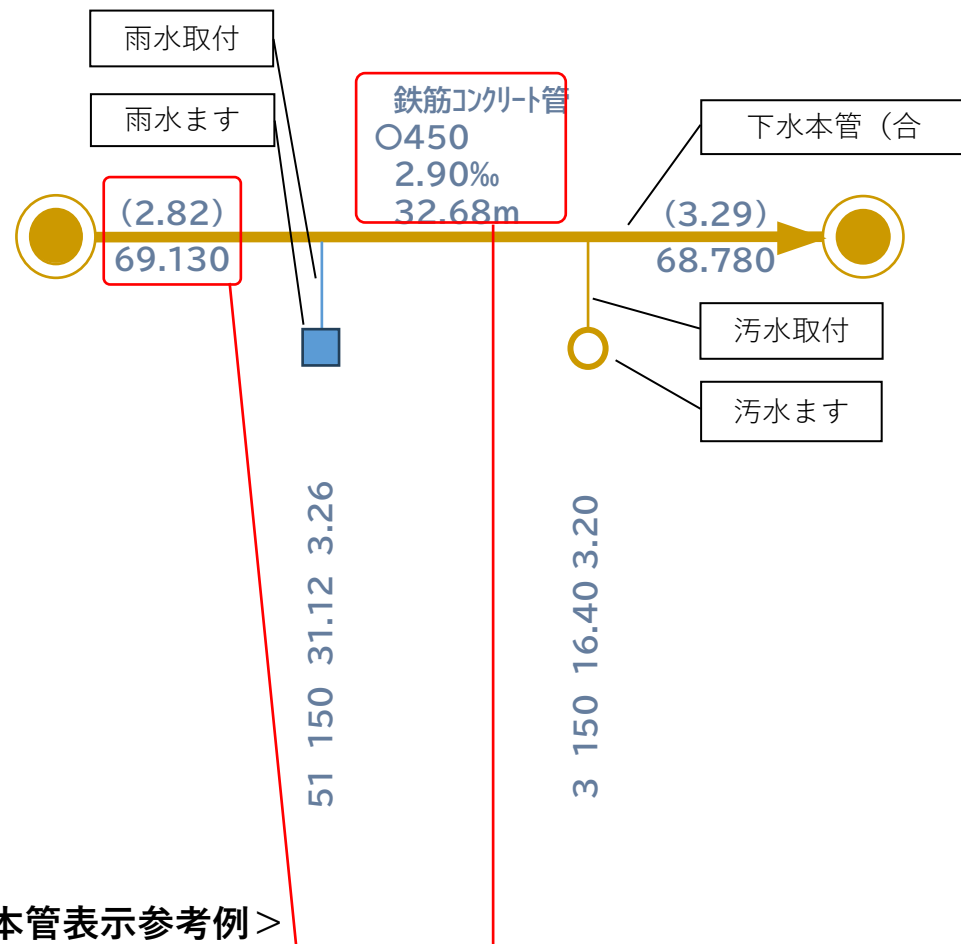 雨水取付
雨水ます
鉄筋コンクリート管
○450
2.90‰
32.68m
下水本管（合
(2.82)
69.130
(3.29)
68.780
汚水取付
汚水ます
51 150 31.12 3.26
3 150 16.40 3.20
本管表示参考例＞